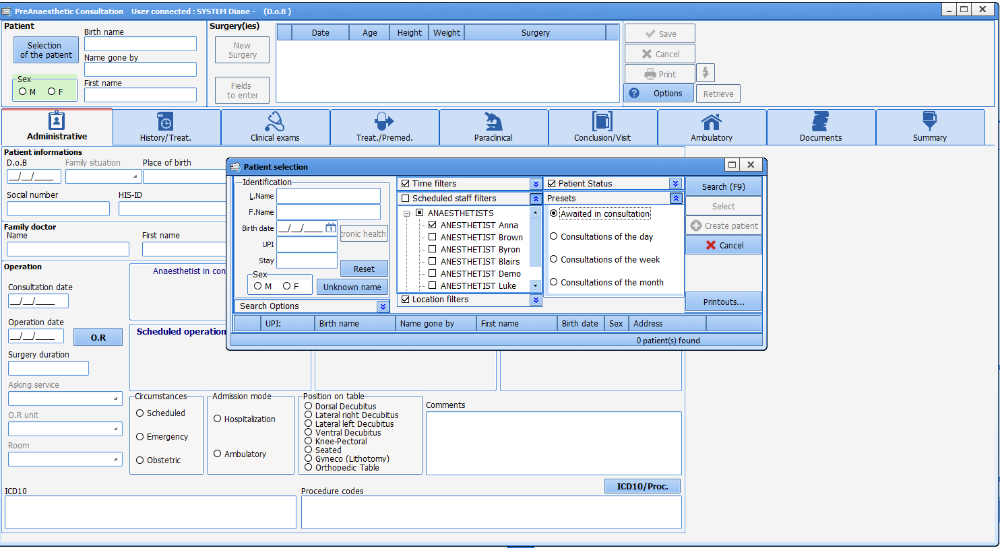 PreAnaesthetic Consultation   User connected : SYSTEM Diane -   (D.o.B )
Patient
Birth name
Surgery(ies)
Date Age Height Weight Surgery
Selection
of the patient
Name gone by
New
Surgery
Save
Cancel
Sex
M F
First name
Fields
to enter
Print
Options
Retrieve
Administrative
History/Treat.
Clinical exams
Treat./Premed.
Paraclinical
Conclusion/Visit
Ambulatory
Documents
Summary
Patient informations
D.o.B
Family situation
Place of birth
__/__/____
Social number
HIS-ID
Family doctor
Name
First name
Operation
Anaesthetist in con
Consultation date
__/__/____
Operation date
__/__/____
O.R
Scheduled operation
Surgery duration
Asking service
O.R unit
Room
Circumstances
Scheduled
Emergency
Obstetric
Admission mode
Hospitalization
Ambulatory
Position on table
Dorsal Decubitus
Lateral right Decubitus
Lateral left Decubitus
Ventral Decubitus
Knee-Pectoral
Seated
Gyneco (Lithotomy)
Orthopedic Table
Comments
ICD10/Proc.
ICD10
Procedure codes
Patient selection
Identification
L.Name
F.Name
Birth date
__/__/____
1
ronic health
UPI
Stay
Reset
Sex
M F
Unknown name
Search Options
Time filters
Scheduled staff filters
ANAESTHETISTS
ANESTHETIST Anna
ANESTHETIST Brown
ANESTHETIST Byron
ANESTHETIST Blairs
ANESTHETIST Demo
ANESTHETIST Luke
Location filters
Patient Status
Presets
Awaited in consultation
Consultations of the day
Consultations of the week
Consultations of the month
Search (F9)
Select
Create patient
Cancel
Printouts...
UPI: Birth name Name gone by First name Birth date Sex Address
0 patient(s) found